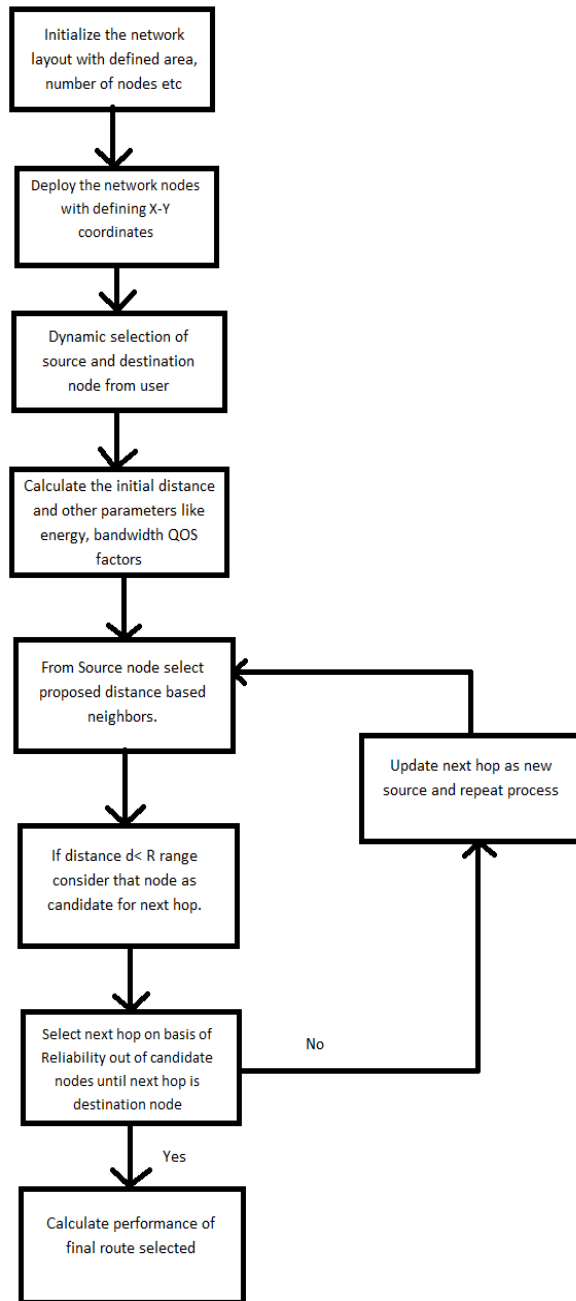 Initialize the network
layout with defined area,
number of nodes etc
Deploy the network nodes
with defining X-Y
coordinates
Dynamic selection of
source and destination
node from user
Calculate the initial distance
and other parameters like
energy, bandwidth QOS
factors
From Source node select
proposed distance based
neighbors.
Update next hop as new
source and repeat process
If distance d< R range
consider that node as
candidate for next hop.
Select next hop on basis of
Reliability out of candidate
nodes until next hop is
destination node
No
Yes
Calculate performance of
final route selected